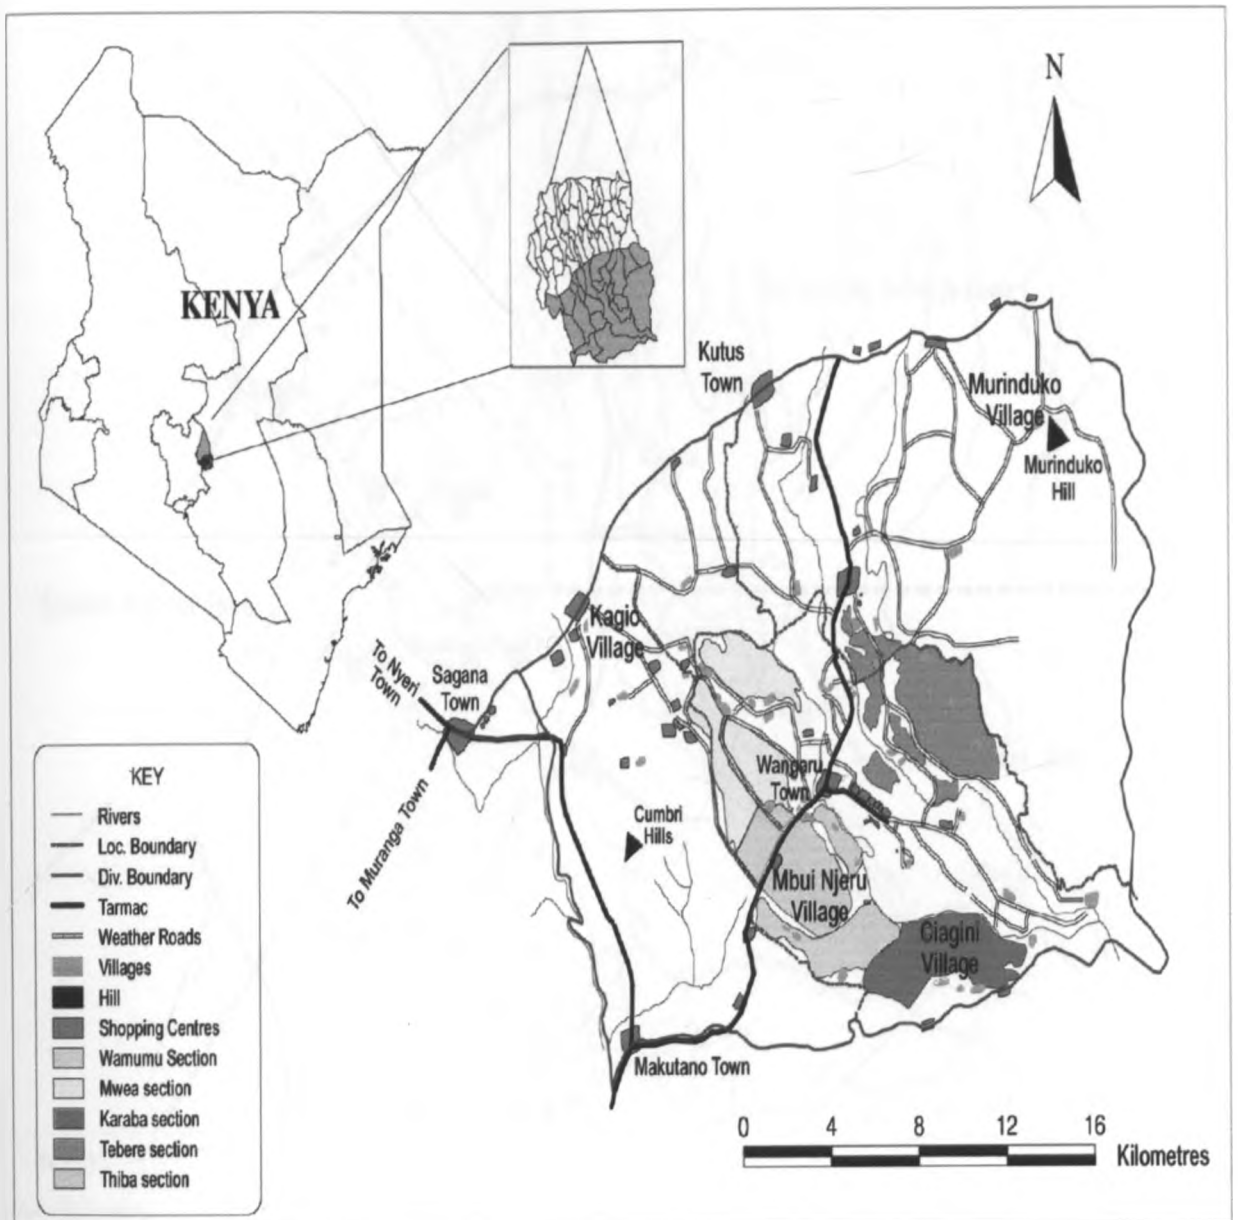 N
KENYA
Kutus
Town
Murinduko
Village
Murinduko
Hill
Kagio
Village
To Nyeri
Town
Sagana
Town
To Muranga Town
Wanguru
Town
Cumbri
Hills
Mbui Njeru
Village
Ciagini
Village
Makutano Town
KEY
Rivers
Loc. Boundary
Div. Boundary
Tarmac
Weather Roads
Villages
Hill
Shopping Centres
Wamumu Section
Mwea section
Karaba section
Tebere section
Thiba section
0 4 8 12 16
Kilometres